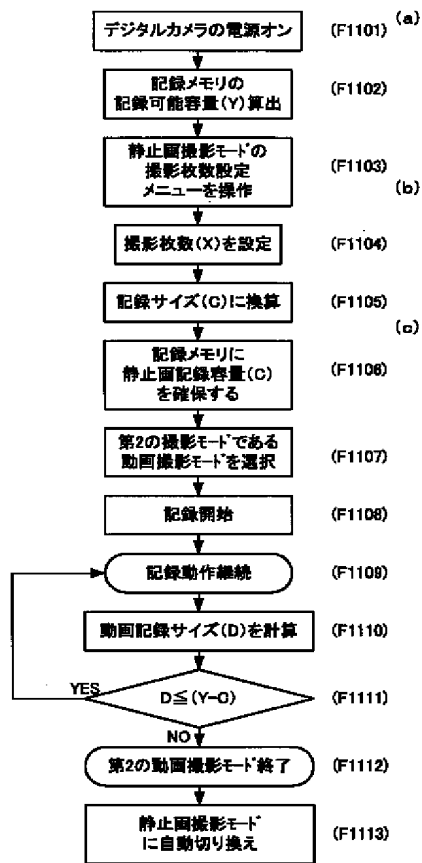 デジタルカメラの電源オン (F1101) (a)
記録メモリの
記録可能容量(Y)算出 (F1102)
静止画撮影モードの
撮影枚数設定
メニューを操作 (F1103)
(b)
撮影枚数(X)を設定 (F1104)
記録サイズ(C)に換算 (F1105)
(c)
記録メモリに
静止画記録容量(C)
を確保する (F1106)
第2の撮影モードである
動画撮影モードを選択 (F1107)
記録開始 (F1108)
記録動作継続 (F1109)
動画記録サイズ(D)を計算 (F1110)
YES
D≦(Y-C) (F1111)
NO
第2の動画撮影モード終了 (F1112)
静止画撮影モード
に自動切り換え (F1113)